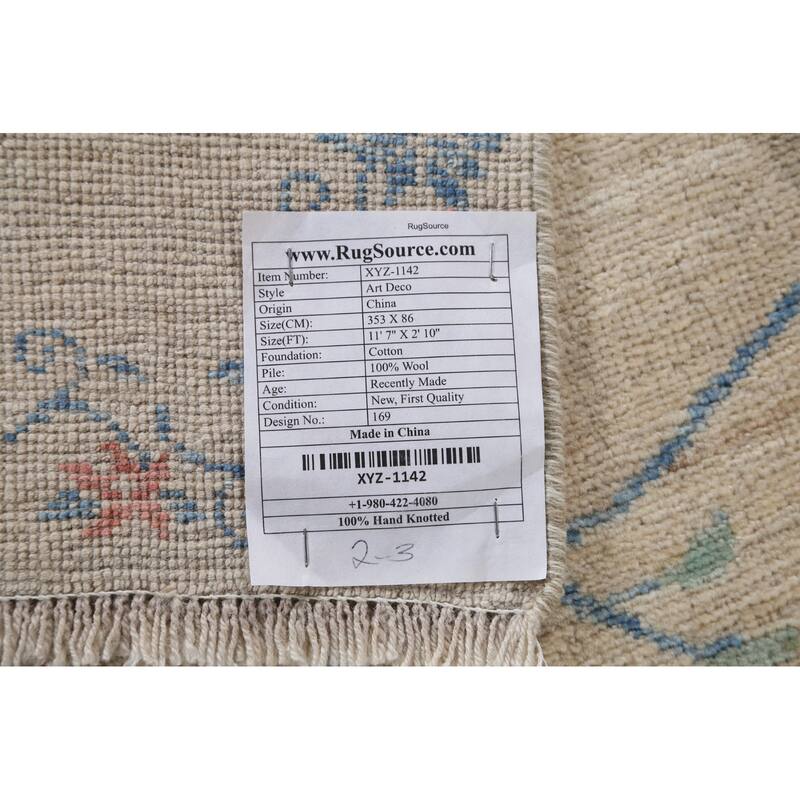 RugSource
www.RugSource.com
Item Number: XYZ-1142
Style Art Deco
Origin China
Size(CM): 353 X 86
Size(FT): 11' 7" X 2' 10"
Foundation: Cotton
Pile: 100% Wool
Age: Recently Made
Condition: New, First Quality
Design No.: 169
Made in China
XYZ-1142
+1-980-422-4080
100% Hand Knotted
2-3